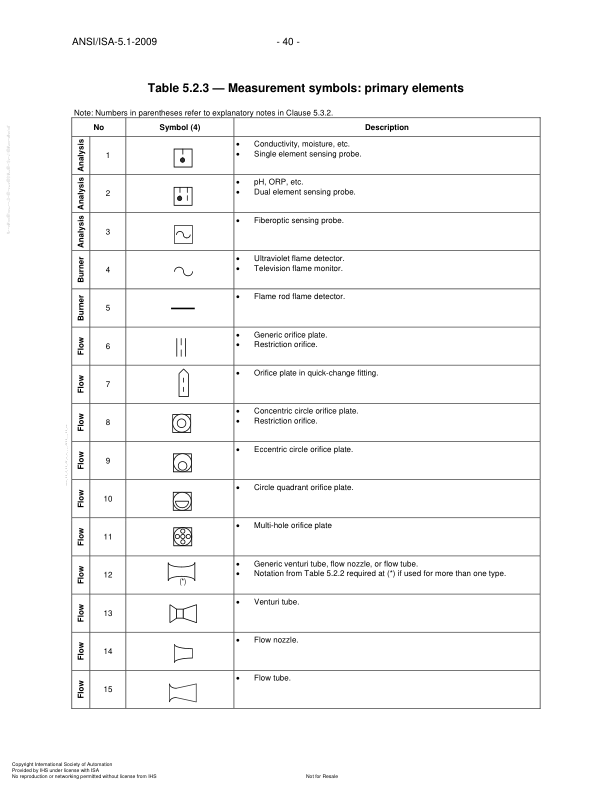 ANSI/ISA-5.1-2009 - 40 -
Table 5.2.3 — Measurement symbols: primary elements
Note: Numbers in parentheses refer to explanatory notes in Clause 5.3.2.
No Symbol (4) Description
Analysis 1 • Conductivity, moisture, etc.
• Single element sensing probe.
Analysis 2 • pH, ORP, etc.
• Dual element sensing probe.
Analysis 3 • Fiberoptic sensing probe.
Burner 4 • Ultraviolet flame detector.
• Television flame monitor.
Burner 5 • Flame rod flame detector.
Flow 6 • Generic orifice plate.
• Restriction orifice.
Flow 7 • Orifice plate in quick-change fitting.
Flow 8 • Concentric circle orifice plate.
• Restriction orifice.
Flow 9 • Eccentric circle orifice plate.
Flow 10 • Circle quadrant orifice plate.
Flow 11 • Multi-hole orifice plate
Flow 12 (*) • Generic venturi tube, flow nozzle, or flow tube.
• Notation from Table 5.2.2 required at (*) if used for more than one type.
Flow 13 • Venturi tube.
Flow 14 • Flow nozzle.
Flow 15 • Flow tube.
Copyright International Society of Automation
Provided by IHS under license with ISA
No reproduction or networking permitted without license from IHS Not for Resale